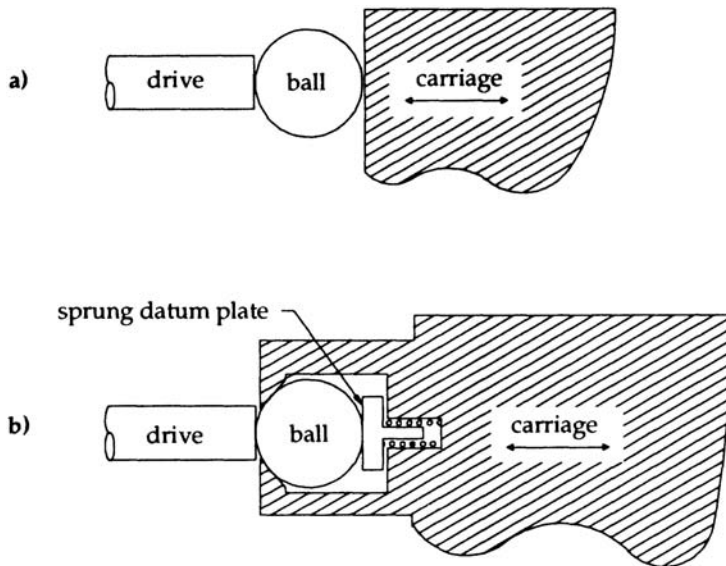 a)
drive
ball
carriage
sprung datum plate
b)
drive
ball
carriage